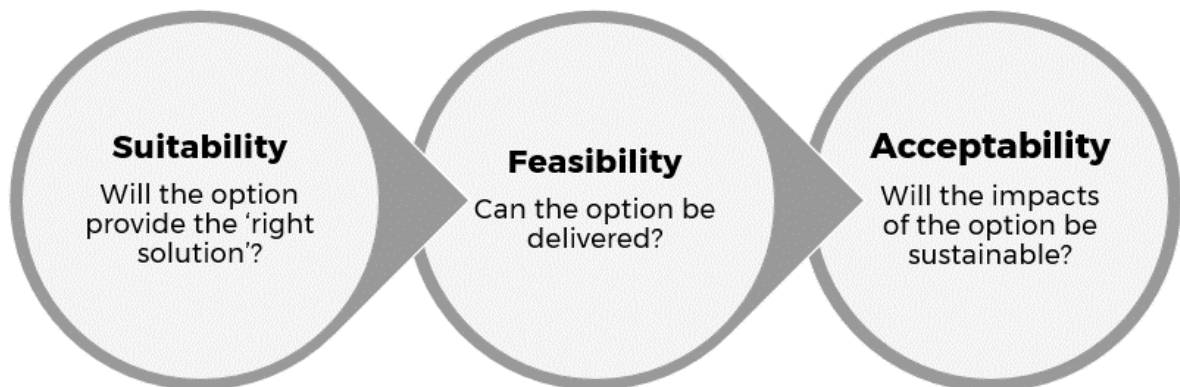 Suitability
Will the option
provide the ‘right
solution’?
Feasibility
Can the option be
delivered?
Acceptability
Will the impacts
of the option be
sustainable?